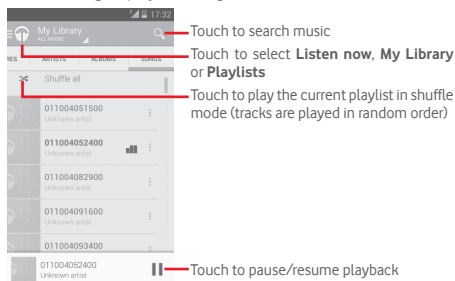 17:32
My Library
ALL MUSIC
RES ARTISTS ALBUMS SONGS
Shuffle all
011004051500
Unknown artist
011004052400
Unknown artist
011004082900
Unknown artist
011004091600
Unknown artist
011004093400
011004052400
Unknown artist
Touch to search music
Touch to select Listen now, My Library
or Playlists
Touch to play the current playlist in shuffle
mode (tracks are played in random order)
Touch to pause/resume playback